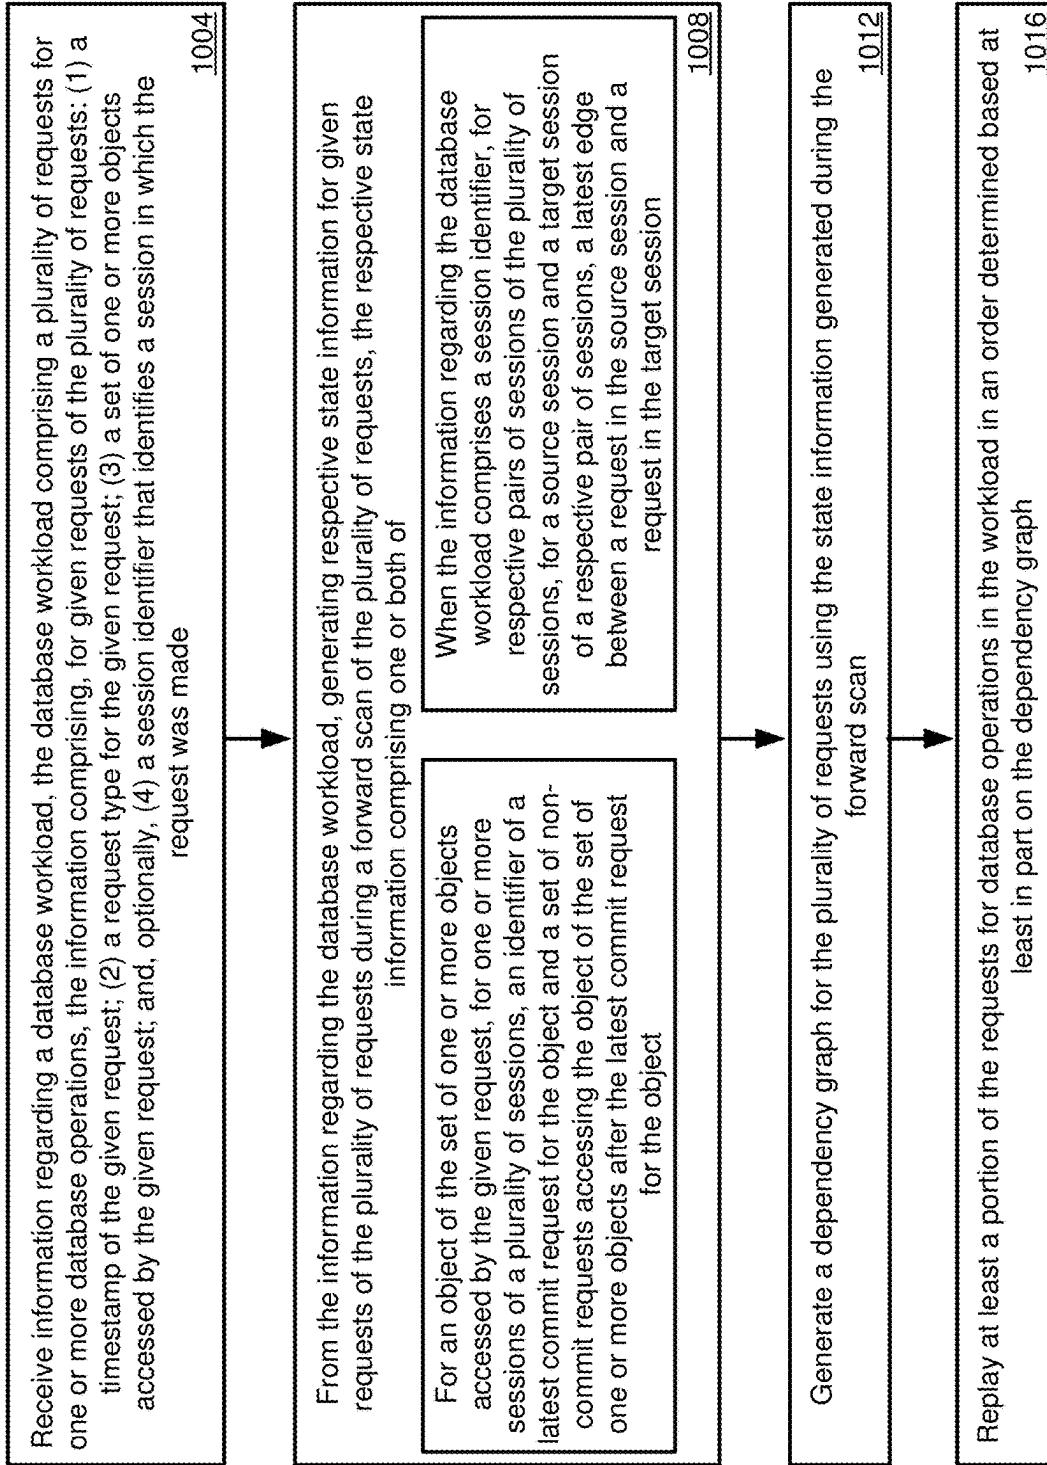 Receive information regarding a database workload, the database workload comprising a plurality of requests for
one or more database operations, the information comprising, for given requests of the plurality of requests: (1) a
timestamp of the given request; (2) a request type for the given request; (3) a set of one or more objects
accessed by the given request; and, optionally, (4) a session identifier that identifies a session in which the
request was made
1004
From the information regarding the database workload, generating respective state information for given
requests of the plurality of requests during a forward scan of the plurality of requests, the respective state
information comprising one or both of
For an object of the set of one or more objects
accessed by the given request, for one or more
sessions of a plurality of sessions, an identifier of a
latest commit request for the object and a set of non-
commit requests accessing the object of the set of
one or more objects after the latest commit request
for the object
When the information regarding the database
workload comprises a session identifier, for
respective pairs of sessions of the plurality of
sessions, for a source session and a target session
of a respective pair of sessions, a latest edge
between a request in the source session and a
request in the target session
1008
Generate a dependency graph for the plurality of requests using the state information generated during the
forward scan
1012
Replay at least a portion of the requests for database operations in the workload in an order determined based at
least in part on the dependency graph
1016